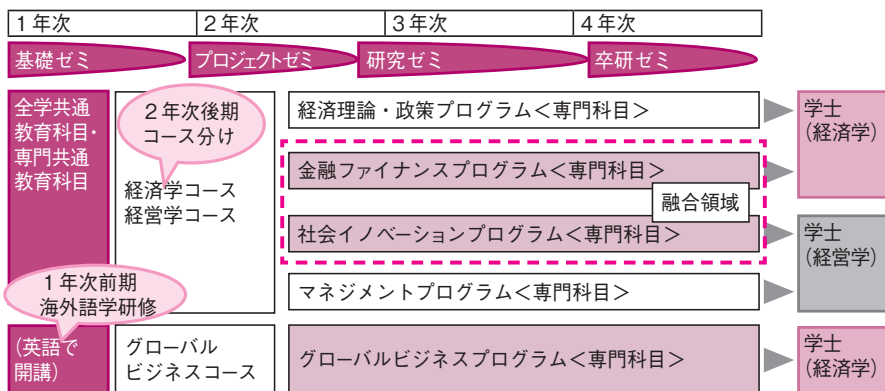 1年次
2年次
3年次
4年次
基礎ゼミ
プロジェクトゼミ
研究ゼミ
卒研ゼミ
全学共通
教育科目・
専門共通
教育科目
2年次後期
コース分け
経済学コース
経営学コース
経済理論・政策プログラム＜専門科目＞
金融ファイナンスプログラム＜専門科目＞
融合領域
社会イノベーションプログラム＜専門科目＞
マネジメントプログラム＜専門科目＞
学士
(経済学)
学士
(経営学)
1年次前期
海外語学研修
(英語で
開講)
グローバル
ビジネスコース
グローバルビジネスプログラム＜専門科目＞
学士
(経済学)